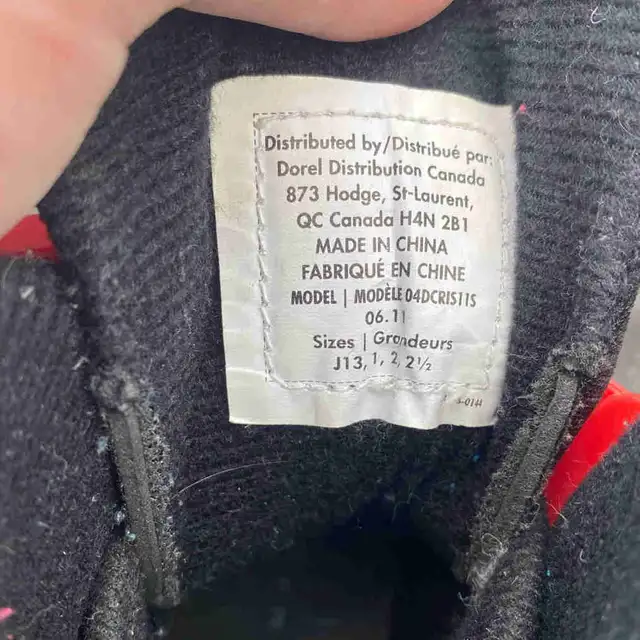 Distributed by/Distribué par:
Dorel Distribution Canada
873 Hodge, St-Laurent,
QC Canada H4N 2B1
MADE IN CHINA
FABRIQUÉ EN CHINE
MODEL | MODÈLE 04DCRIS11S
06.11
Sizes | Grandeurs
J13, 1, 2, 2½